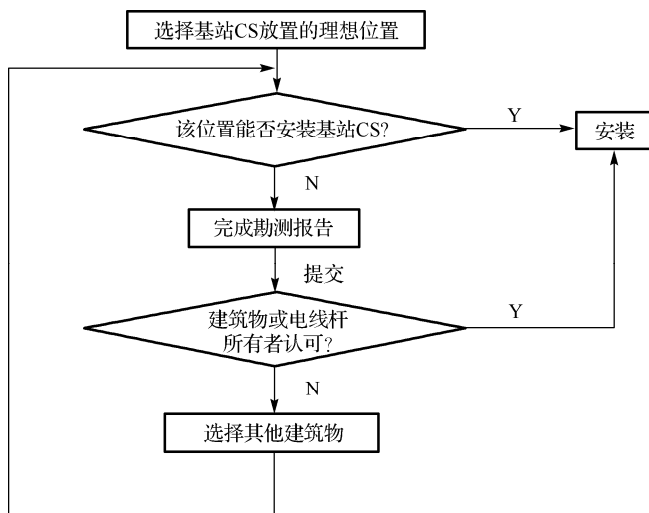 选择基站CS放置的理想位置
该位置能否安装基站CS?
Y
安装
N
完成勘测报告
提交
建筑物或电线杆
所有者认可?
Y
N
选择其他建筑物